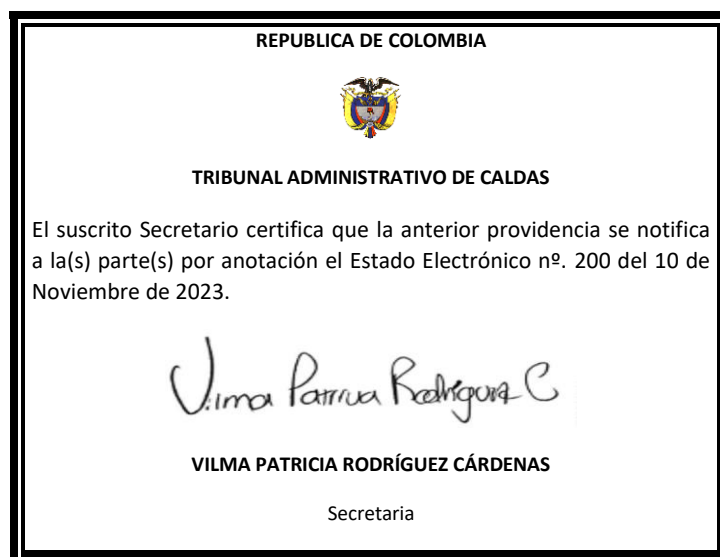 REPUBLICA DE COLOMBIA
TRIBUNAL ADMINISTRATIVO DE CALDAS
El suscrito Secretario certifica que la anterior providencia se notifica
a la(s) parte(s) por anotación el Estado Electrónico nº. 200 del 10 de
Noviembre de 2023.
Vilma Patricia Rodríguez C
VILMA PATRICIA RODRÍGUEZ CÁRDENAS
Secretaria